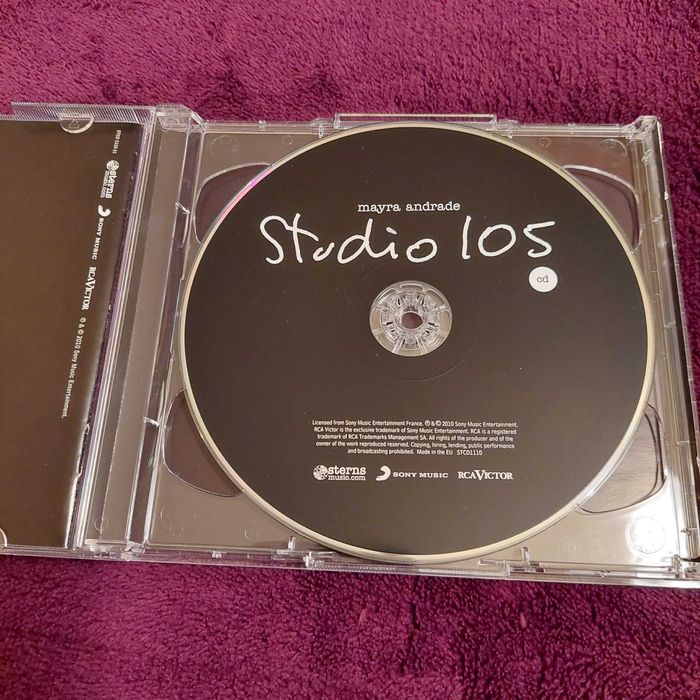 mayra andrade
Studio 105
cd
Licensed from Sony Music Entertainment France. ℗ & © 2010 Sony Music Entertainment.
RCA Victor is the exclusive trademark of Sony Music Entertainment. RCA is a registered
trademark of RCA Trademarks Management SA. All rights of the producer and of the
owner of the work reproduced reserved. Copying, hiring, lending, public performance
and broadcasting prohibited. Made in the EU STCD1110
sterns
music.com
SONY MUSIC
RCA VICTOR
sterns
music.com
SONY MUSIC
RCA VICTOR
℗ & © 2010 Sony Music Entertainment.